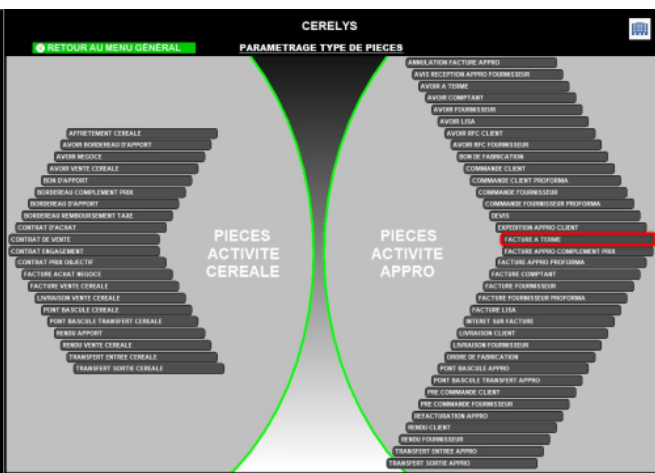 CERELYS
RETOUR AU MENU GÉNÉRAL
PARAMETRAGE TYPE DE PIECES
AFFRETEMENT CEREALE
AVOIR BORDEREAU D'APPORT
AVOIR NEGOCE
AVOIR VENTE CEREALE
BON D'APPORT
BORDEREAU COMPLEMENT PRIX
BORDEREAU D'APPORT
BORDEREAU REMBOURSEMENT TAXE
CONTRAT D'ACHAT
CONTRAT DE VENTE
CONTRAT ENGAGEMENT
CONTRAT PRIX OBJECTIF
FACTURE ACHAT NEGOCE
FACTURE VENTE CEREALE
LIVRAISON VENTE CEREALE
PONT BASCULE CEREALE
PONT BASCULE TRANSFERT CEREALE
RENDU APPORT
RENDU VENTE CEREALE
TRANSFERT ENTREE CEREALE
TRANSFERT SORTIE CEREALE
PIECES
ACTIVITE
CEREALE
PIECES
ACTIVITE
APPRO
ANNULATION FACTURE APPRO
AVIS RECEPTION APPRO FOURNISSEUR
AVOIR A TERME
AVOIR COMPTANT
AVOIR FOURNISSEUR
AVOIR LISA
AVOIR RFC CLIENT
AVOIR RFC FOURNISSEUR
BON DE FABRICATION
COMMANDE CLIENT
COMMANDE CLIENT PROFORMA
COMMANDE FOURNISSEUR
COMMANDE FOURNISSEUR PROFORMA
DEVIS
EXPEDITION APPRO CLIENT
FACTURE A TERME
FACTURE APPRO COMPLEMENT PRIX
FACTURE APPRO PROFORMA
FACTURE COMPTANT
FACTURE FOURNISSEUR
FACTURE FOURNISSEUR PROFORMA
FACTURE LISA
INTERET SUR FACTURE
LIVRAISON CLIENT
LIVRAISON FOURNISSEUR
ORDRE DE FABRICATION
PONT BASCULE APPRO
PONT BASCULE TRANSFERT APPRO
PRE COMMANDE CLIENT
PRE COMMANDE FOURNISSEUR
REFACTURATION APPRO
RENDU CLIENT
RENDU FOURNISSEUR
TRANSFERT ENTREE APPRO
TRANSFERT SORTIE APPRO